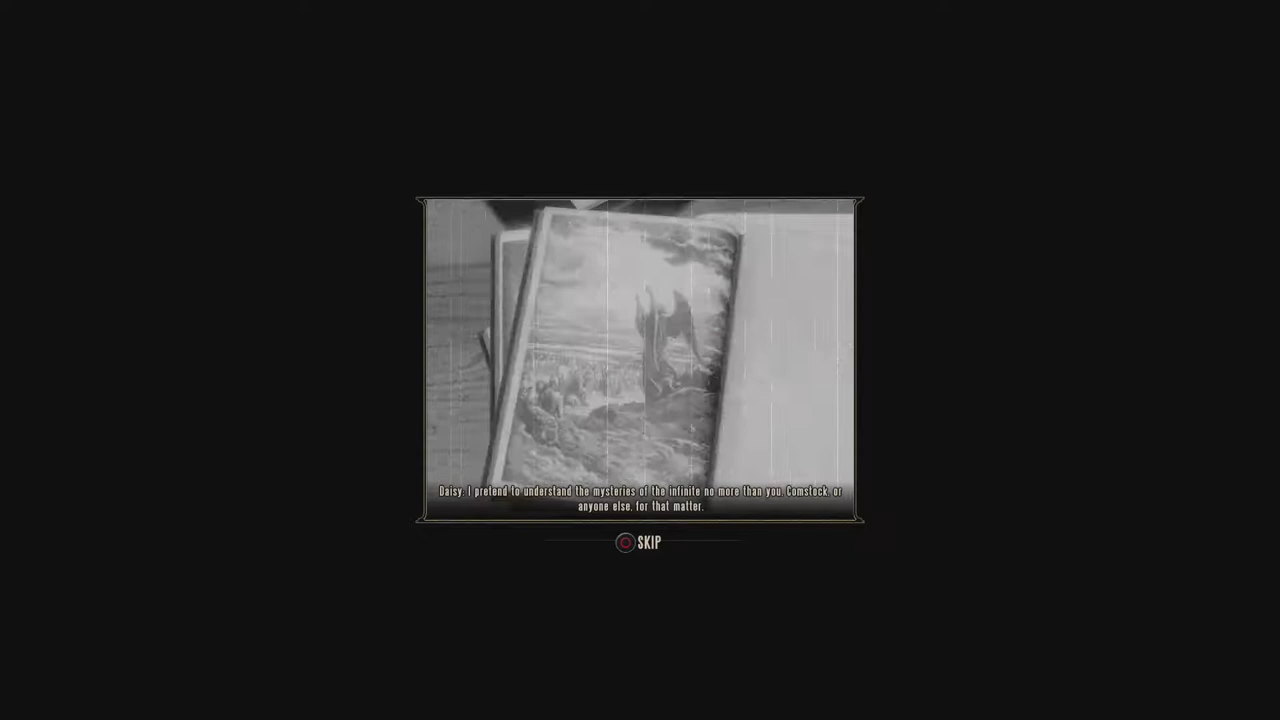 Daisy: I pretend to understand the mysteries of the infinite no more than you, Comstock, or
anyone else, for that matter.
SKIP